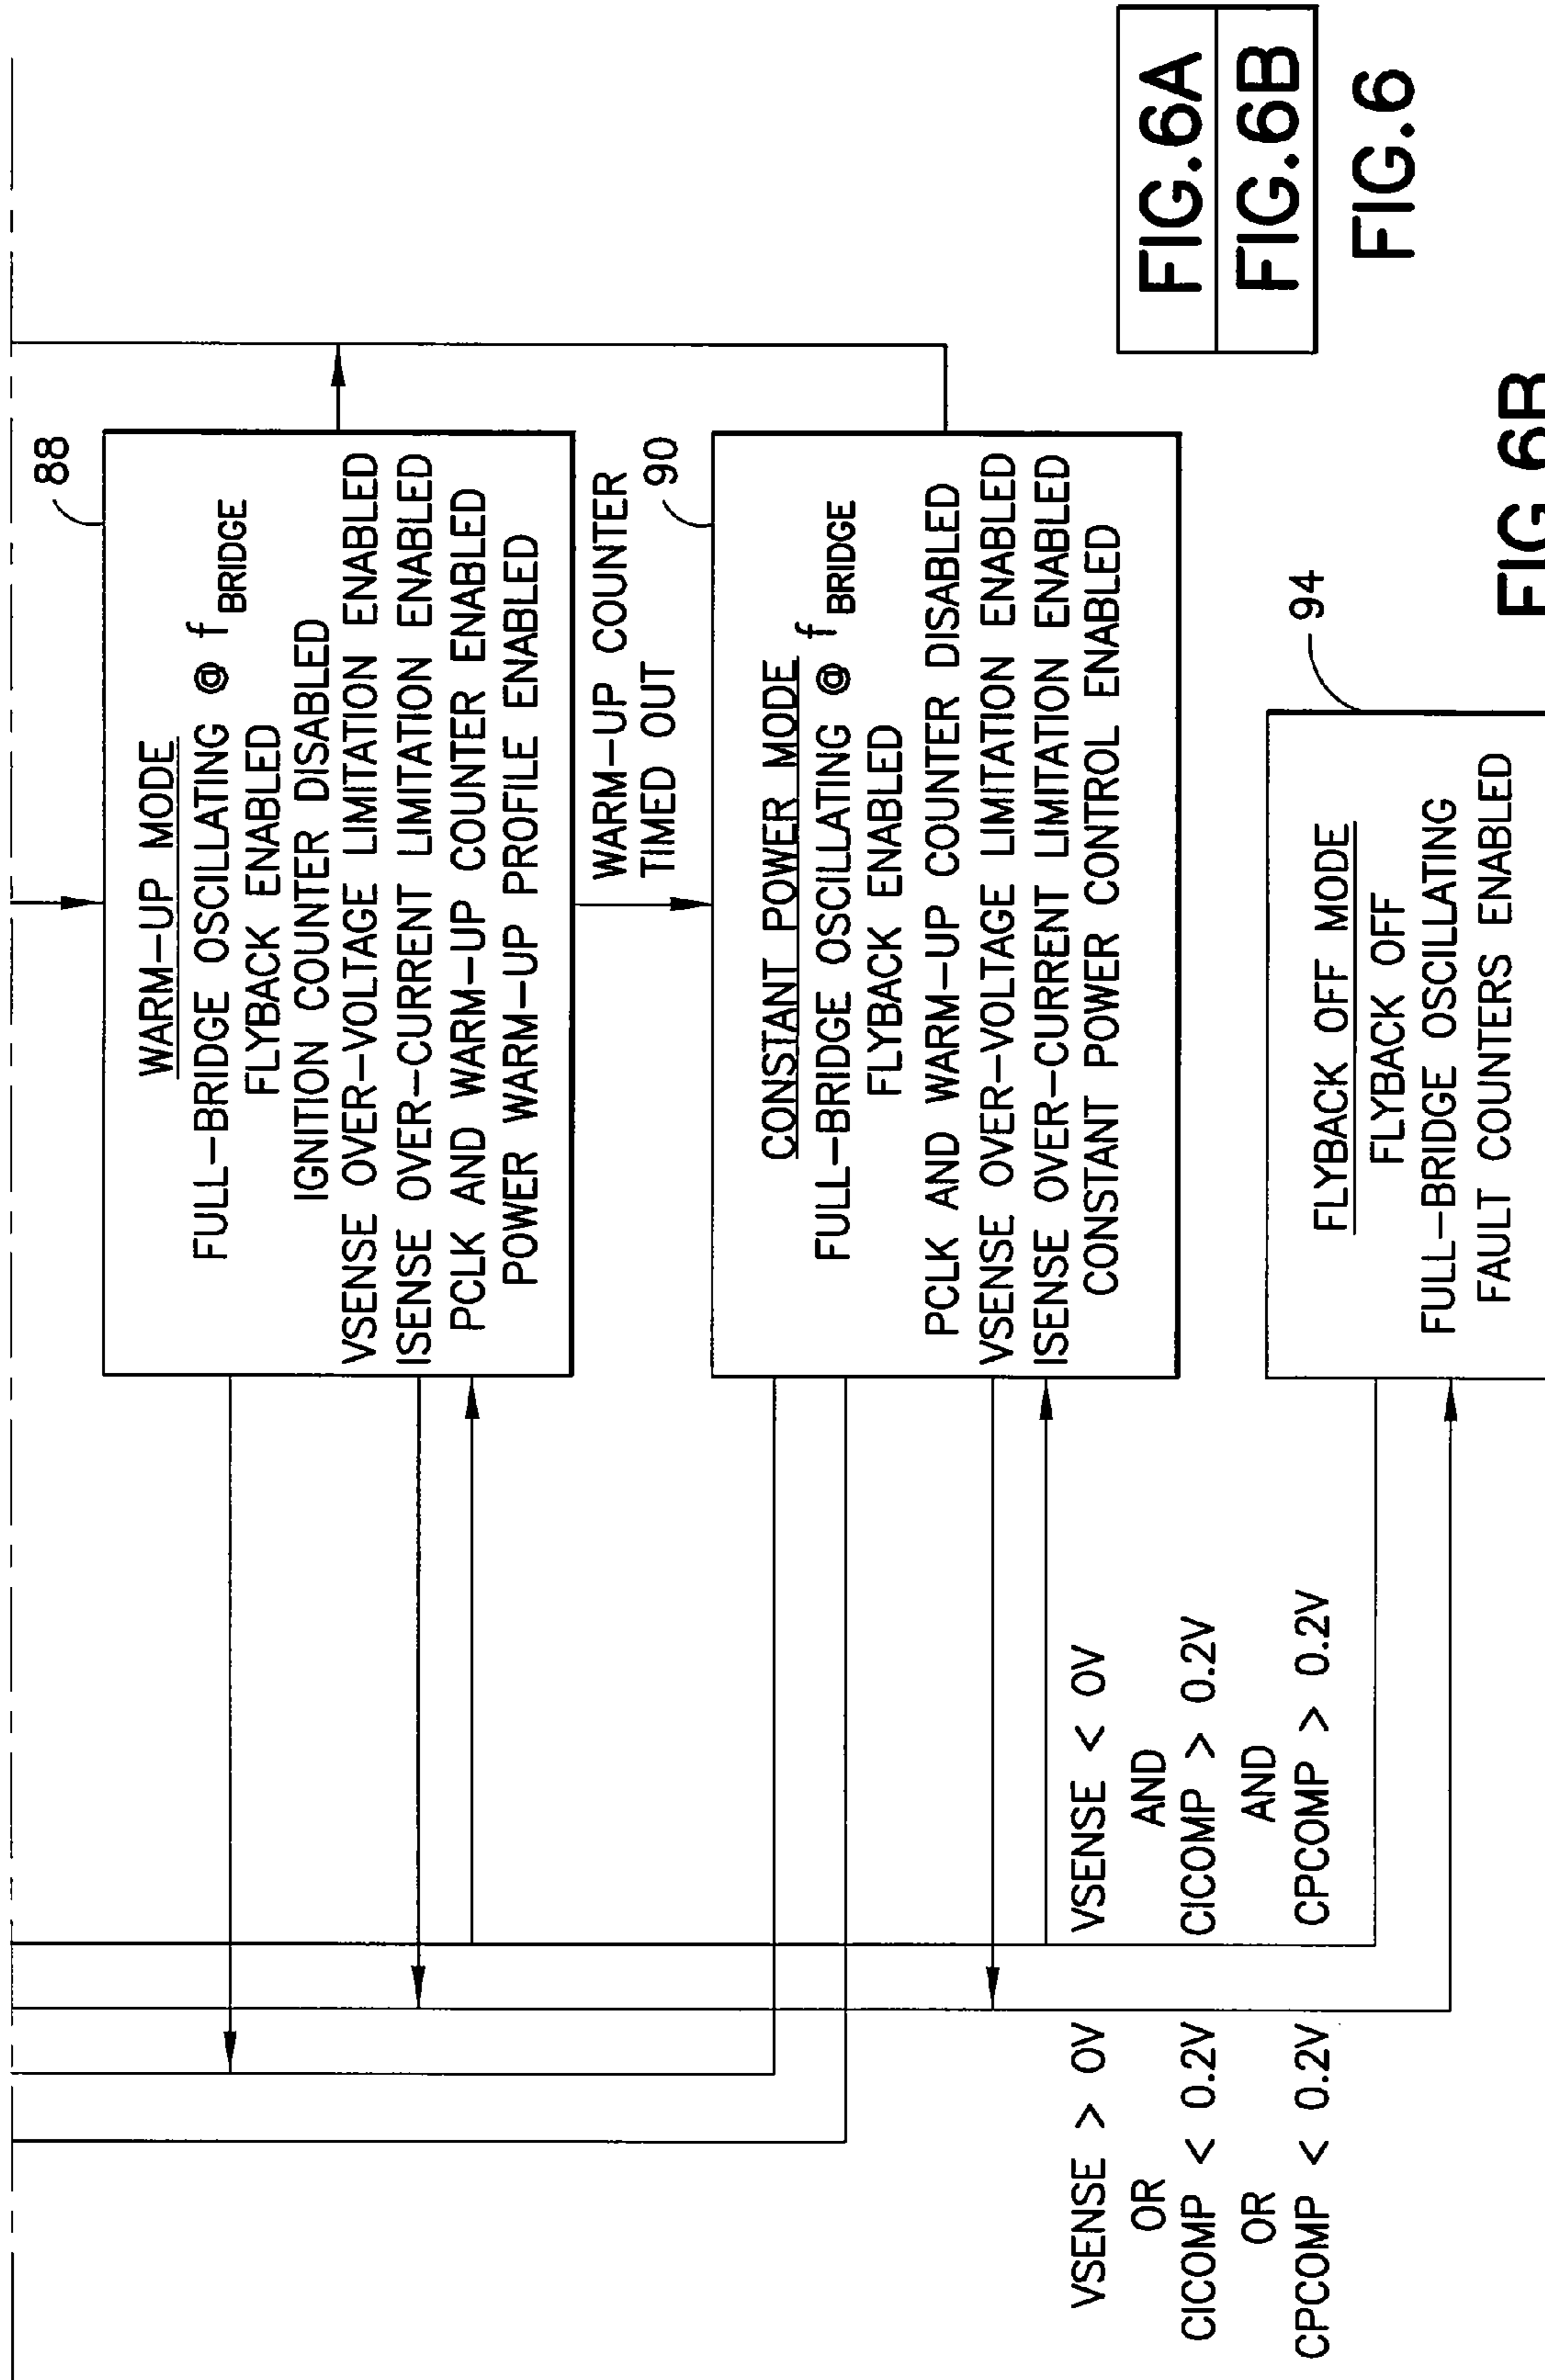 88
WARM-UP MODE
FULL-BRIDGE OSCILLATING @ fBRIDGE
FLYBACK ENABLED
IGNITION COUNTER DISABLED
VSENSE OVER-VOLTAGE LIMITATION ENABLED
ISENSE OVER-CURRENT LIMITATION ENABLED
PCLK AND WARM-UP COUNTER ENABLED
POWER WARM-UP PROFILE ENABLED
WARM-UP COUNTER
TIMED OUT
90
CONSTANT POWER MODE
FULL-BRIDGE OSCILLATING @ fBRIDGE
FLYBACK ENABLED
PCLK AND WARM-UP COUNTER DISABLED
VSENSE OVER-VOLTAGE LIMITATION ENABLED
ISENSE OVER-CURRENT LIMITATION ENABLED
CONSTANT POWER CONTROL ENABLED
VSENSE > 0V
OR
CICOMP < 0.2V
OR
CPCOMP < 0.2V
VSENSE < 0V
AND
CICOMP > 0.2V
AND
CPCOMP > 0.2V
94
FLYBACK OFF MODE
FLYBACK OFF
FULL-BRIDGE OSCILLATING
FAULT COUNTERS ENABLED
FIG.6A
FIG.6B
FIG.6
FIG.6B